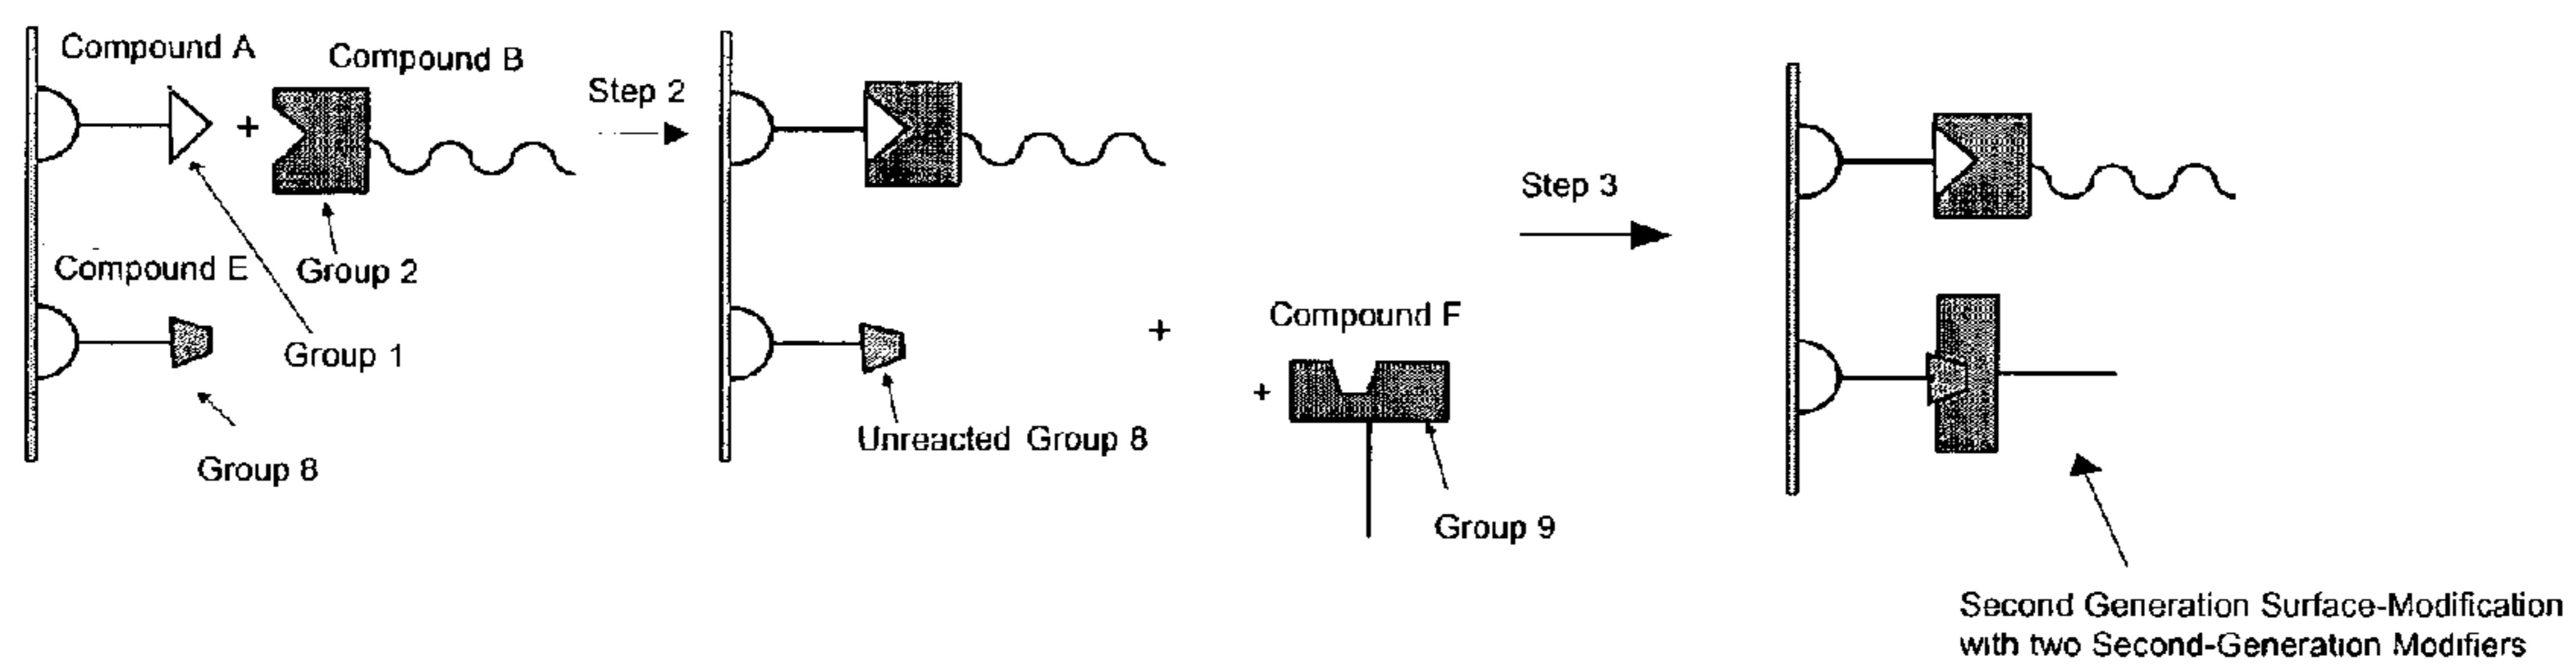 Compound A
+
Compound B
Group 2
Compound E
Group 1
Group 8
Step 2
Unreacted Group 8
+
+
Compound F
Group 9
Step 3
Second Generation Surface-Modification
with two Second-Generation Modifiers